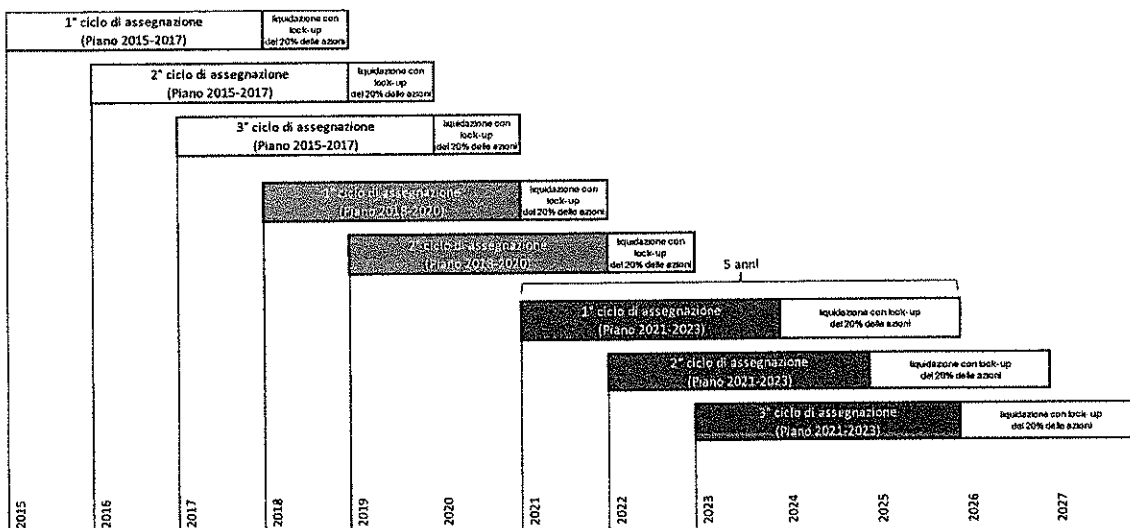 1° ciclo di assegnazione
(Piano 2015-2017)
liquidazione con
lock-up
del 20% delle azioni
2° ciclo di assegnazione
(Piano 2015-2017)
liquidazione con
lock-up
del 20% delle azioni
3° ciclo di assegnazione
(Piano 2015-2017)
liquidazione con
lock-up
del 20% delle azioni
1° ciclo di assegnazione
(Piano 2018-2020)
liquidazione con
lock-up
del 20% delle azioni
2° ciclo di assegnazione
(Piano 2018-2020)
liquidazione con
lock-up
del 20% delle azioni
5 anni
1° ciclo di assegnazione
(Piano 2021-2023)
liquidazione con lock-up
del 20% delle azioni
2° ciclo di assegnazione
(Piano 2021-2023)
liquidazione con lock-up
del 20% delle azioni
3° ciclo di assegnazione
(Piano 2021-2023)
liquidazione con lock-up
del 20% delle azioni
2015
2016
2017
2018
2019
2020
2021
2022
2023
2024
2025
2026
2027